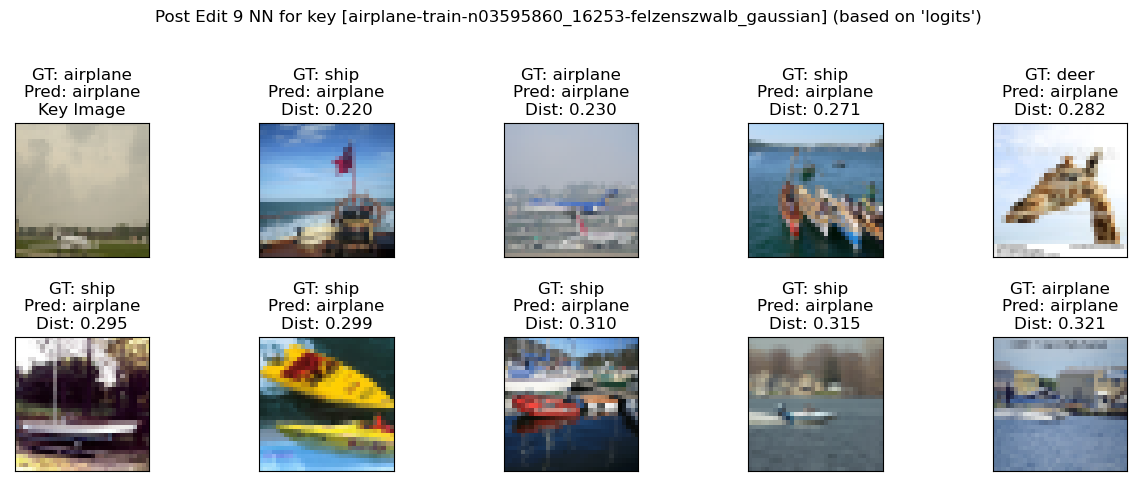 Post Edit 9 NN for key [airplane-train-n03595860_16253-felzenszwalb_gaussian] (based on 'logits')
GT: airplane
Pred: airplane
Key Image
GT: ship
Pred: airplane
Dist: 0.220
GT: airplane
Pred: airplane
Dist: 0.230
GT: ship
Pred: airplane
Dist: 0.271
GT: deer
Pred: airplane
Dist: 0.282
GT: ship
Pred: airplane
Dist: 0.295
GT: ship
Pred: airplane
Dist: 0.299
GT: ship
Pred: airplane
Dist: 0.310
GT: ship
Pred: airplane
Dist: 0.315
GT: airplane
Pred: airplane
Dist: 0.321